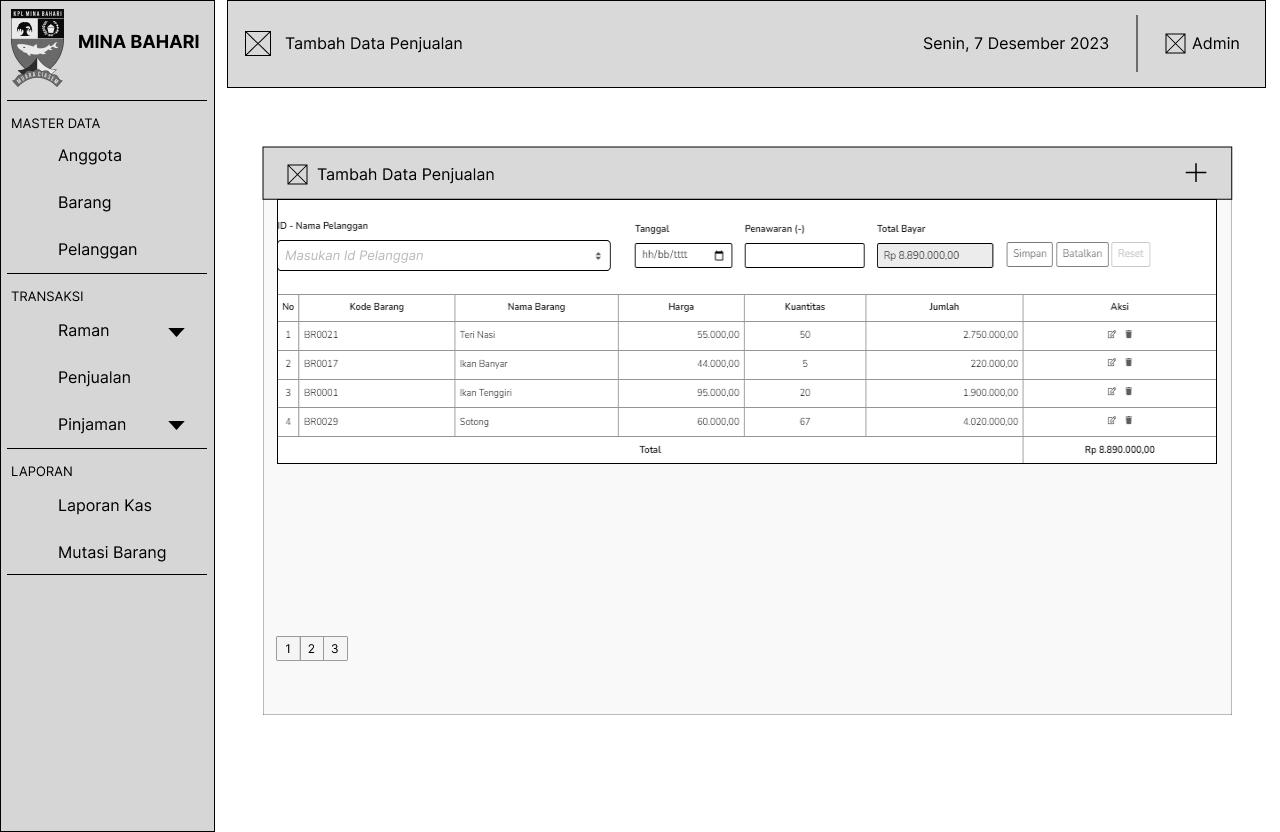 KPL MINA BAHARI
MUARA CIASEM
MINA BAHARI
MASTER DATA
Anggota
Barang
Pelanggan
TRANSAKSI
Raman
Penjualan
Pinjaman
LAPORAN
Laporan Kas
Mutasi Barang
Tambah Data Penjualan
Senin, 7 Desember 2023
Admin
Tambah Data Penjualan
ID - Nama Pelanggan
Masukan Id Pelanggan
Tanggal
hh/bb/tttt
Penawaran (-)
Total Bayar
Rp 8.890.000,00
Simpan Batalkan Reset
No Kode Barang Nama Barang Harga Kuantitas Jumlah Aksi
1 BR0021 Teri Nasi 55.000,00 50 2.750.000,00
2 BR0017 Ikan Banyar 44.000,00 5 220.000,00
3 BR0001 Ikan Tenggiri 95.000,00 20 1.900.000,00
4 BR0029 Sotong 60.000,00 67 4.020.000,00
Total Rp 8.890.000,00
1 2 3